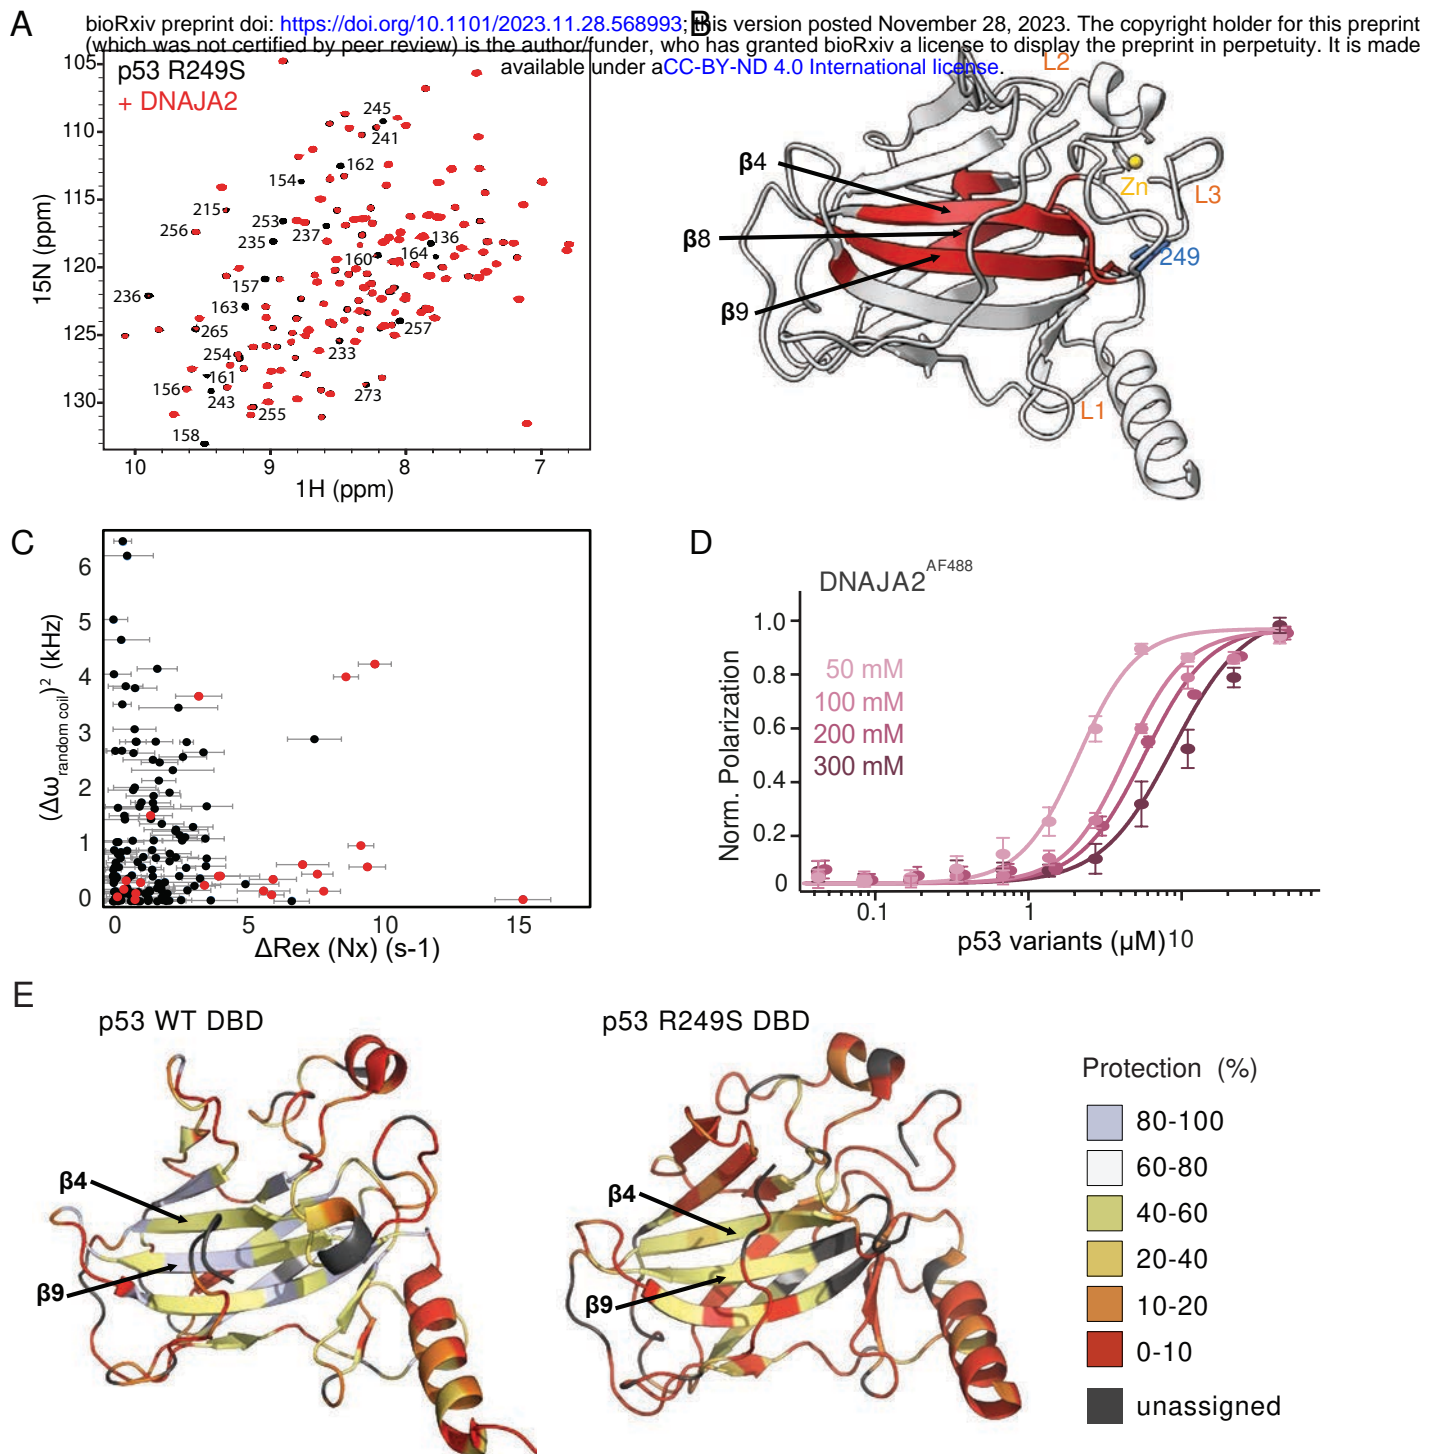 A
B
bioRxiv preprint doi: https://doi.org/10.1101/2023.11.28.568993; this version posted November 28, 2023. The copyright holder for this preprint
(which was not certified by peer review) is the author/funder, who has granted bioRxiv a license to display the preprint in perpetuity. It is made
available under aCC-BY-ND 4.0 International license.
p53 R249S
+ DNAJA2
105
110
115
120
125
130
15N (ppm)
10
9
8
7
1H (ppm)
245
241
162
154
215
253
256
235
237
136
160
164
157
236
163
265
257
254
233
161
156
243
273
255
158
L2
β4
Zn
L3
β8
249
β9
L1
C
6
5
4
3
2
1
0
(Δω random coil)² (kHz)
0
5
10
15
ΔRex (Nx) (s-1)
D
DNAJA2 AF488
50 mM
100 mM
200 mM
300 mM
1.0
0.8
0.6
0.4
0.2
0
Norm. Polarization
0.1
1
10
p53 variants (μM)
E
p53 WT DBD
β4
β9
p53 R249S DBD
β4
β9
Protection (%)
80-100
60-80
40-60
20-40
10-20
0-10
unassigned